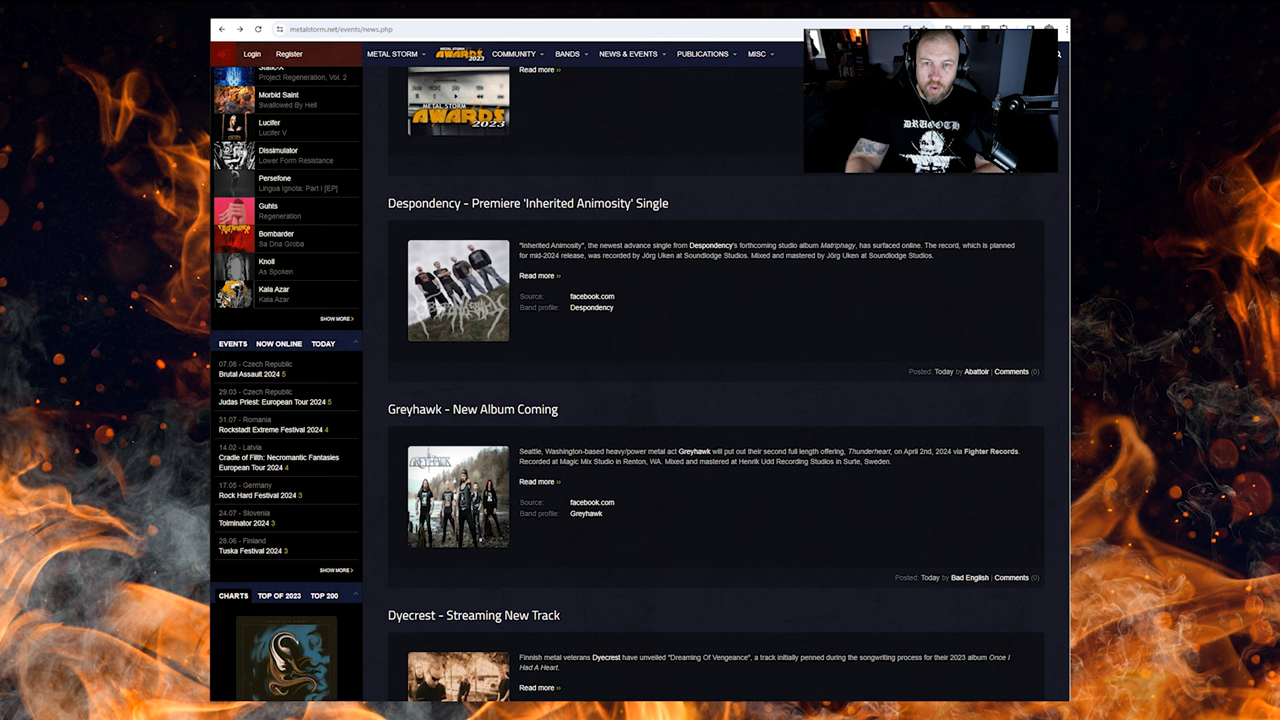 metalstorm.net/events/news.php
Login
Register
METAL STORM
METAL STORM
AWARDS
2023
COMMUNITY
BANDS
NEWS & EVENTS
PUBLICATIONS
MISC
Static-X
Project Regeneration, Vol. 2
Morbid Saint
Swallowed By Hell
Lucifer
Lucifer V
Dissimulator
Lower Form Resistance
Persefone
Lingua Ignota: Part I [EP]
Guhts
Regeneration
Bombarder
Sa Dna Groba
Knoll
As Spoken
Kala Azar
Kala Azar
SHOW MORE
EVENTS NOW ONLINE TODAY
07.08 - Czech Republic
Brutal Assault 2024 5
29.03 - Czech Republic
Judas Priest: European Tour 2024 5
31.07 - Romania
Rockstadt Extreme Festival 2024 4
14.02 - Latvia
Cradle of Filth: Necromantic Fantasies
European Tour 2024 4
17.05 - Germany
Rock Hard Festival 2024 3
24.07 - Slovenia
Tolminator 2024 3
28.06 - Finland
Tuska Festival 2024 3
SHOW MORE
CHARTS TOP OF 2023 TOP 200
Read more ››
METAL STORM
AWARDS
2023
DRUGOTH
Despondency - Premiere 'Inherited Animosity' Single
"Inherited Animosity", the newest advance single from Despondency's forthcoming studio album Matriphagy, has surfaced online. The record, which is planned
for mid-2024 release, was recorded by Jörg Uken at Soundlodge Studios. Mixed and mastered by Jörg Uken at Soundlodge Studios.
Read more ››
Source: facebook.com
Band profile: Despondency
Posted: Today by Abattoir | Comments (0)
Greyhawk - New Album Coming
Seattle, Washington-based heavy/power metal act Greyhawk will put out their second full length offering, Thunderheart, on April 2nd, 2024 via Fighter Records.
Recorded at Magic Mix Studio in Renton, WA. Mixed and mastered at Henrik Udd Recording Studios in Surte, Sweden.
Read more ››
Source: facebook.com
Band profile: Greyhawk
Posted: Today by Bad English | Comments (0)
Dyecrest - Streaming New Track
Finnish metal veterans Dyecrest have unveiled "Dreaming Of Vengeance", a track initially penned during the songwriting process for their 2023 album Once I
Had A Heart.
Read more ››